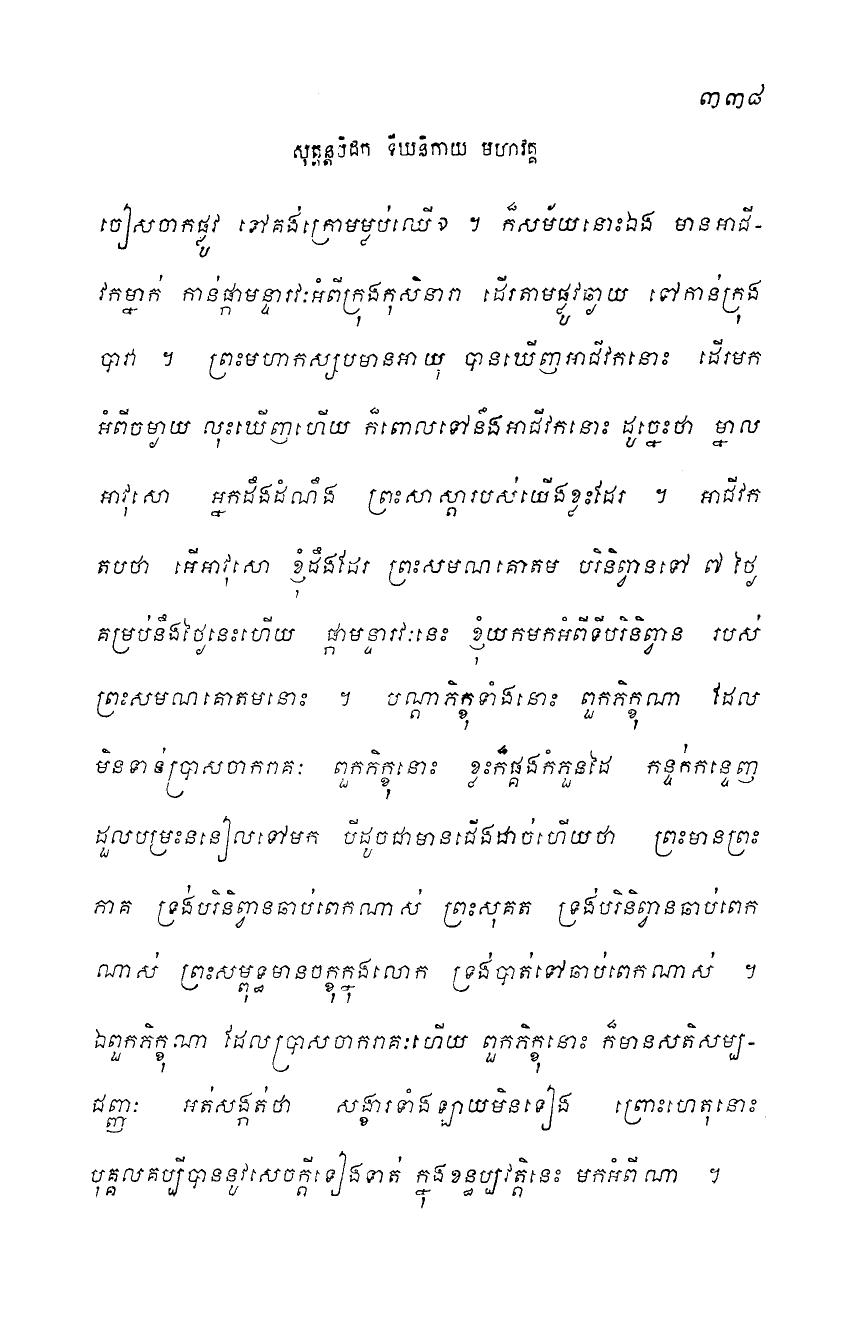 ៣៣៨
សុត្តន្តបិដក ទីឃនិកាយ មហាវគ្គ
ចៀសចាកផ្លូវ ទៅគង់ក្រោមម្លប់ឈើ១ ។ ក៏សម័យនោះឯង មានអាជី-
វកម្នាក់ កាន់ផ្កាមន្ទារវៈអំពីក្រុងកុសិនារា ដើរតាមផ្លូវឆ្ងាយ ទៅកាន់ក្រុង
បាវា ។ ព្រះមហាកស្សបមានអាយុ បានឃើញអាជីវកនោះ ដើរមក
អំពីចម្ងាយ លុះឃើញហើយ ក៏ពោលទៅនឹងអាជីវកនោះ ដូច្នេះថា ម្នាល
អាវុសោ អ្នកដឹងដំណឹង ព្រះសាស្តារបស់យើងខ្លះដែរ ។ អាជីវក
តបថា អើអាវុសោ ខ្ញុំដឹងដែរ ព្រះសមណគោតម បរិនិព្វានទៅ ៧ ថ្ងៃ
គម្រប់នឹងថ្ងៃនេះហើយ ផ្កាមន្ទារវៈនេះ ខ្ញុំយកមកអំពីទីបរិនិព្វាន របស់
ព្រះសមណគោតមនោះ ។ បណ្តាភិក្ខុទាំងនោះ ពួកភិក្ខុណា ដែល
មិនទាន់ប្រាសចាករាគៈ ពួកភិក្ខុនោះ ខ្លះក៏ផ្គងកំភួនដៃ កន្ទក់កន្ទេញ
ដួលបម្រះននៀលទៅមក បីដូចជាមានជើងដាច់ហើយថា ព្រះមានព្រះ
ភាគ ទ្រង់បរិនិព្វានឆាប់ពេកណាស់ ព្រះសុគត ទ្រង់បរិនិព្វានឆាប់ពេក
ណាស់ ព្រះសម្ពុទ្ធមានចក្ខុក្នុងលោក ទ្រង់បាត់ទៅឆាប់ពេកណាស់ ។
ឯពួកភិក្ខុណា ដែលប្រាសចាករាគៈហើយ ពួកភិក្ខុនោះ ក៏មានសតិសម្ប-
ជញ្ញៈ អត់សង្កត់ថា សង្ខារទាំងឡាយមិនទៀង ព្រោះហេតុនោះ
បុគ្គលគប្បីបាននូវសេចក្តីទៀងទាត់ ក្នុងខន្ធប្បវត្តិនេះ មកអំពីណា ។